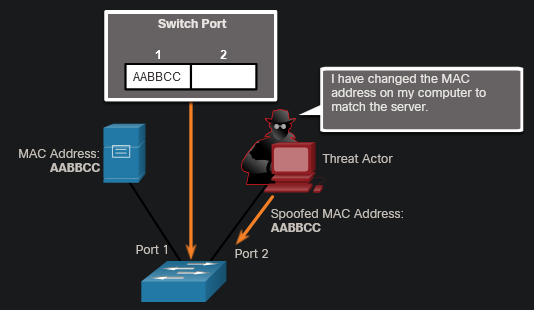 Switch Port
1 2
AABBCC
I have changed the MAC
address on my computer to
match the server.
MAC Address:
AABBCC
Threat Actor
Spoofed MAC Address:
AABBCC
Port 1
Port 2